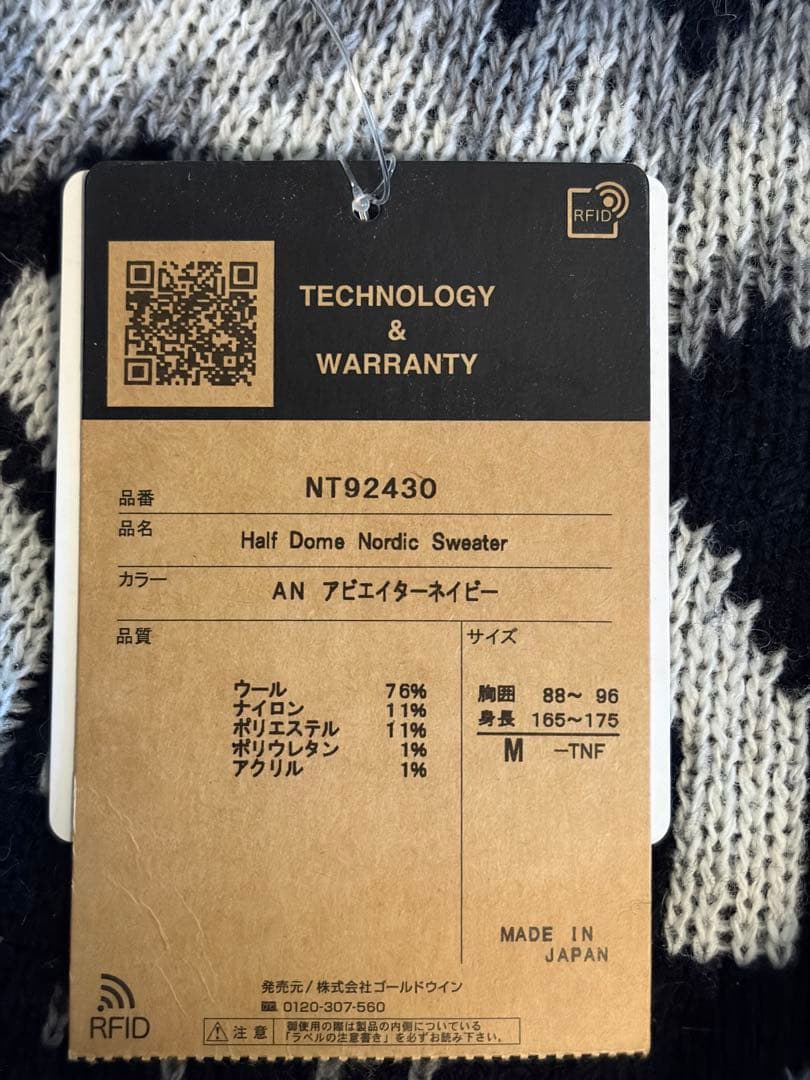 RFID
TECHNOLOGY
&
WARRANTY
品番 NT92430
品名 Half Dome Nordic Sweater
カラー AN アビエイターネイビー
品質
ウール 76%
ナイロン 11%
ポリエステル 11%
ポリウレタン 1%
アクリル 1%
サイズ
胸囲 88〜 96
身長 165〜175
M −TNF
MADE IN
JAPAN
発売元/株式会社ゴールドウイン
0120-307-560
RFID
注意
御使用の際は製品の内側についている
「ラベルの注意書き」を必ずお読み下さい。